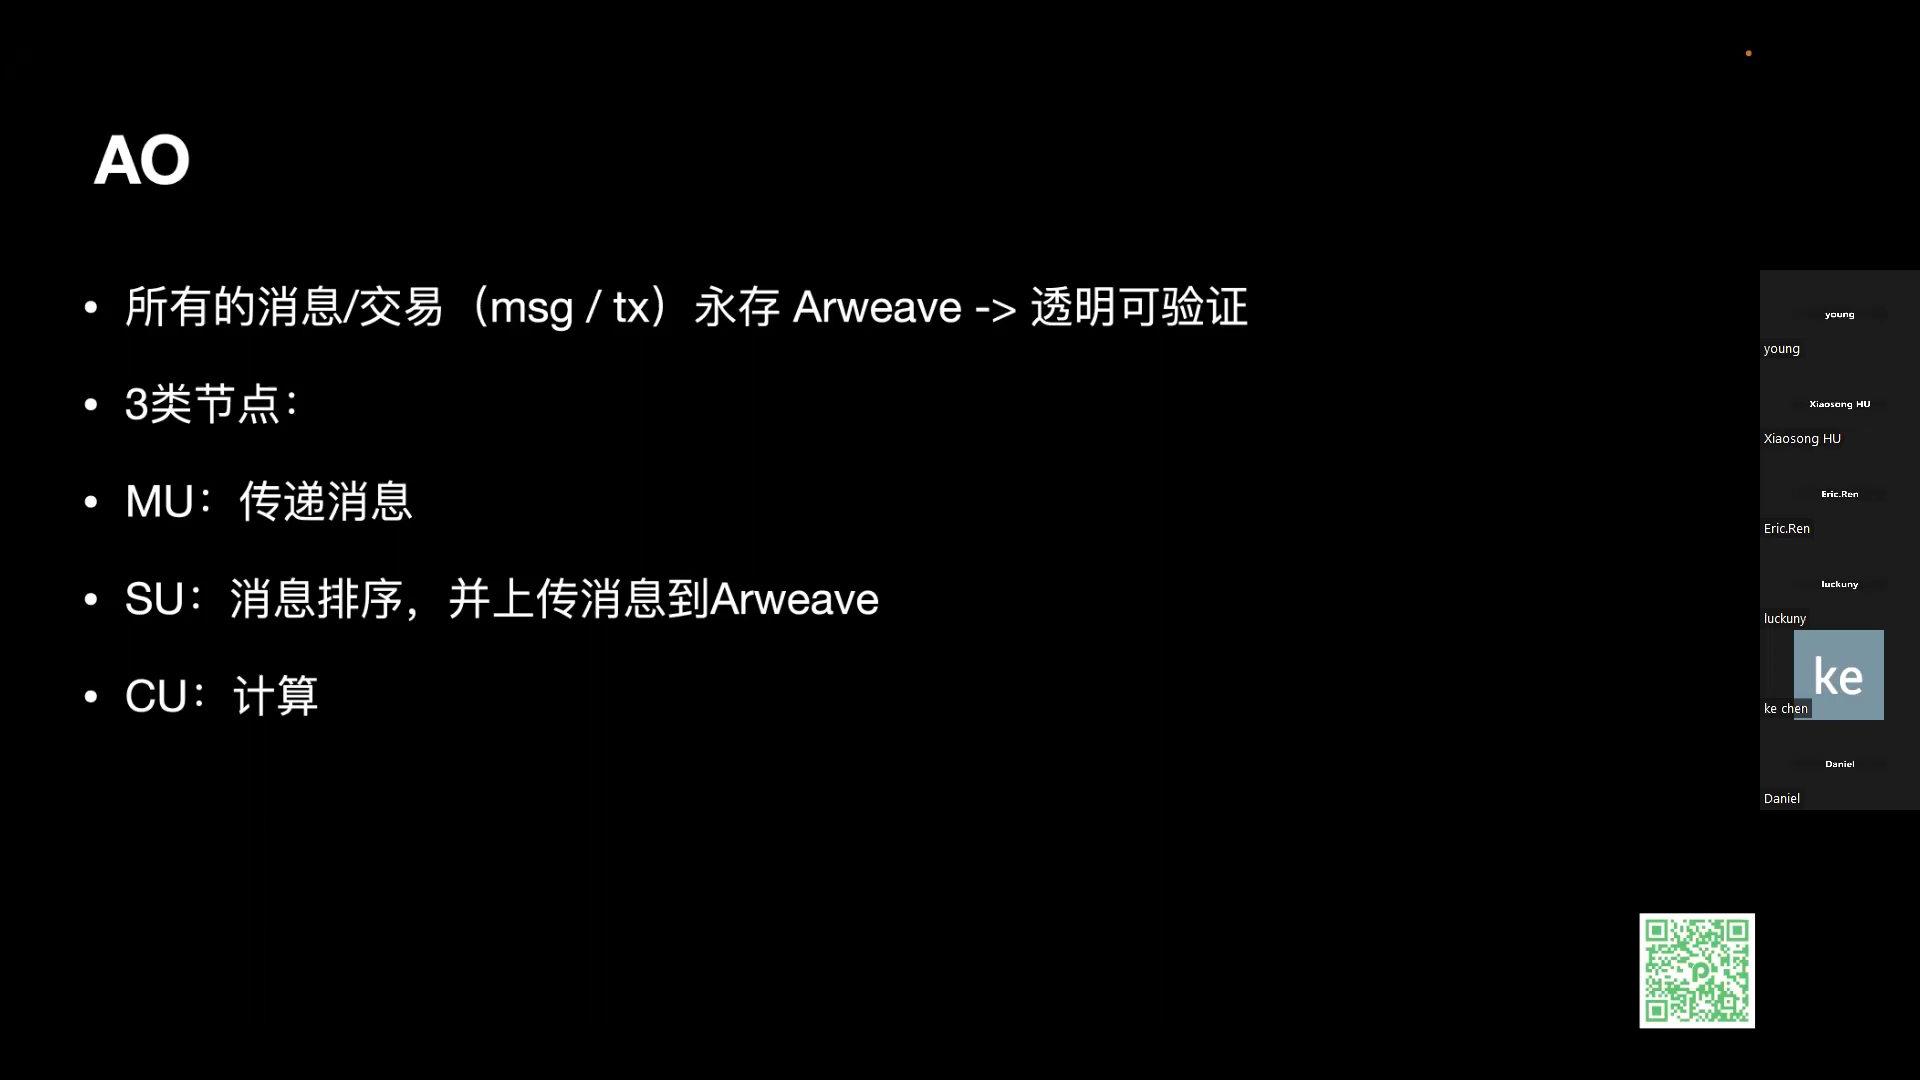 AO
• 所有的消息/交易（msg / tx）永存 Arweave -> 透明可验证
• 3类节点：
• MU：传递消息
• SU：消息排序，并上传消息到Arweave
• CU：计算
young
young
Xiaosong HU
Xiaosong HU
Eric.Ren
Eric.Ren
luckuny
luckuny
ke
ke chen
Daniel
Daniel